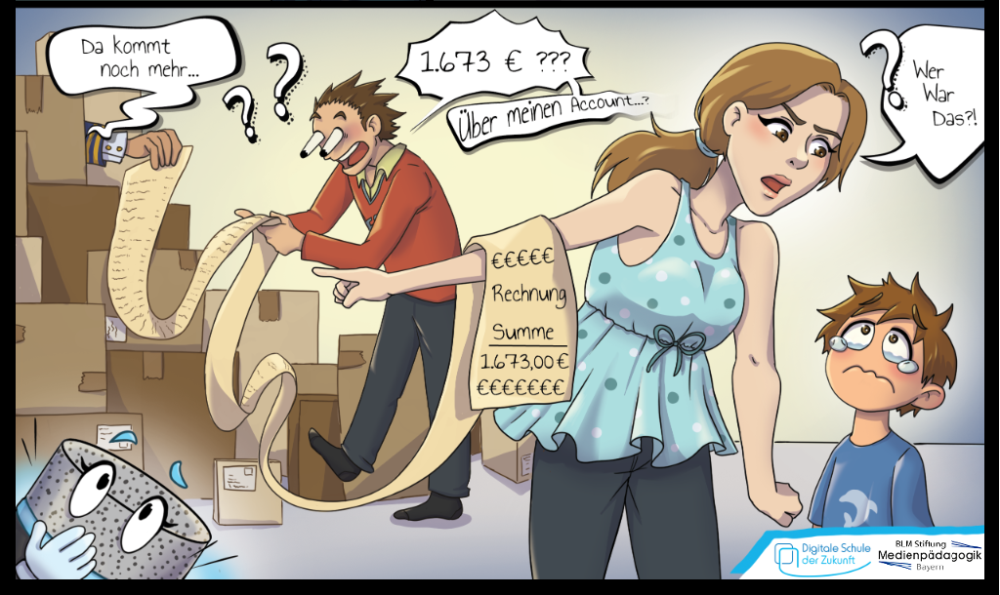 Da kommt
noch mehr...
? ?
1.673 € ???
Über meinen Account...?
?
Wer
War
Das?!
€€€€€
Rechnung
Summe
1.673,00 €
€€€€€€€
Digitale Schule
der Zukunft
BLM Stiftung
Medienpädagogik
Bayern